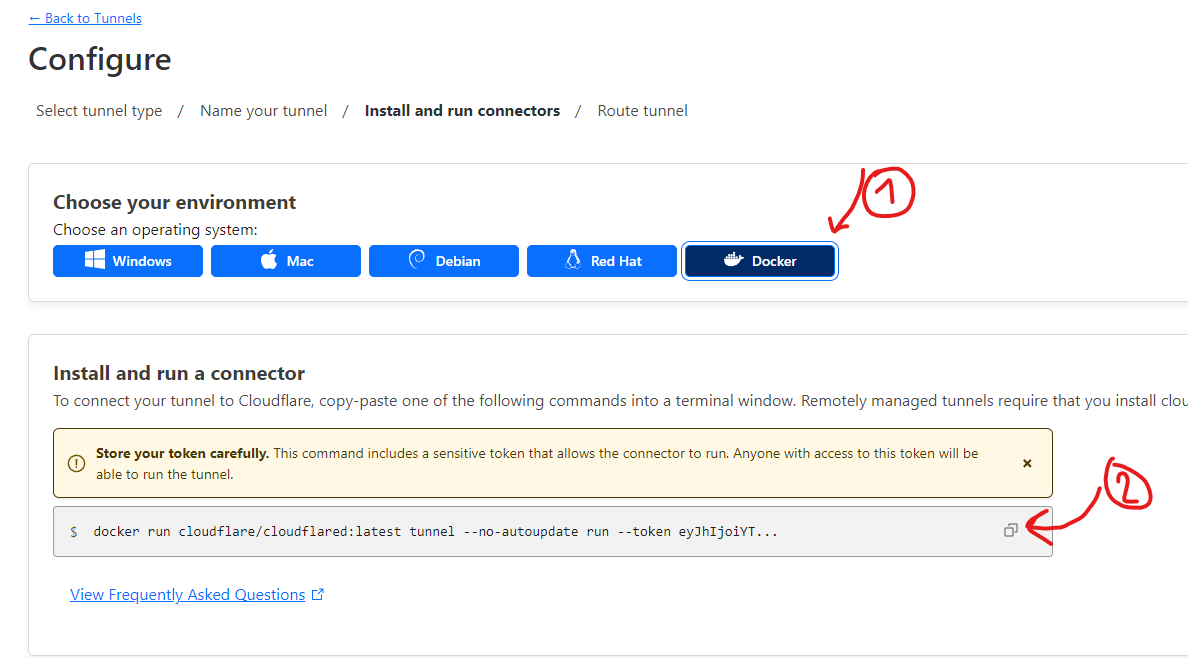 ← Back to Tunnels
Configure
Select tunnel type / Name your tunnel / Install and run connectors / Route tunnel
1
Choose your environment
Choose an operating system:
Windows Mac Debian Red Hat Docker
Install and run a connector
To connect your tunnel to Cloudflare, copy-paste one of the following commands into a terminal window. Remotely managed tunnels require that you install clou
Store your token carefully. This command includes a sensitive token that allows the connector to run. Anyone with access to this token will be
able to run the tunnel.
2
$ docker run cloudflare/cloudflared:latest tunnel --no-autoupdate run --token eyJhIjoiYT...
View Frequently Asked Questions